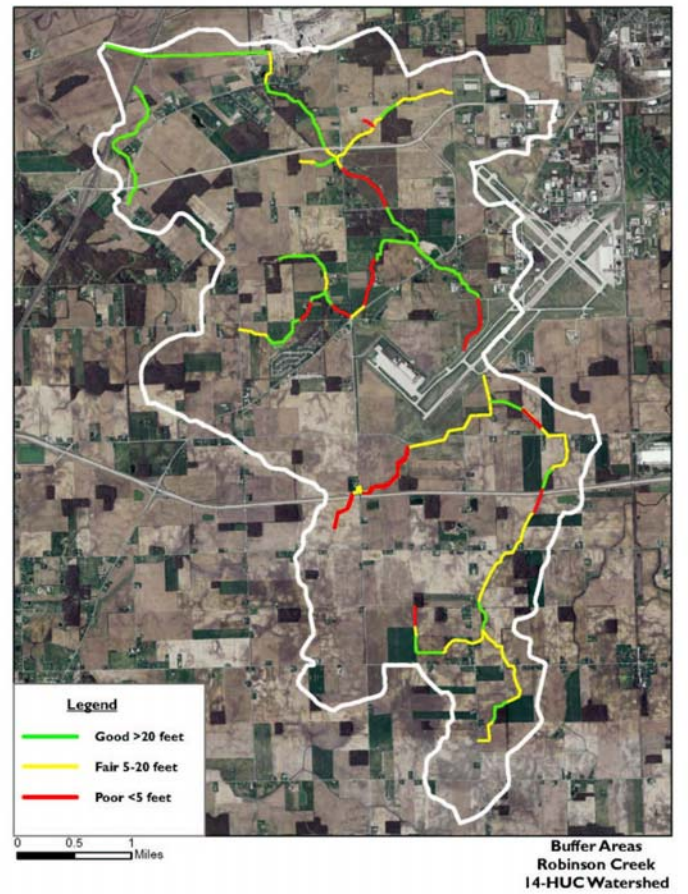 Legend
Good >20 feet
Fair 5-20 feet
Poor <5 feet
0 0.5 1
Miles
Buffer Areas
Robinson Creek
14-HUC Watershed